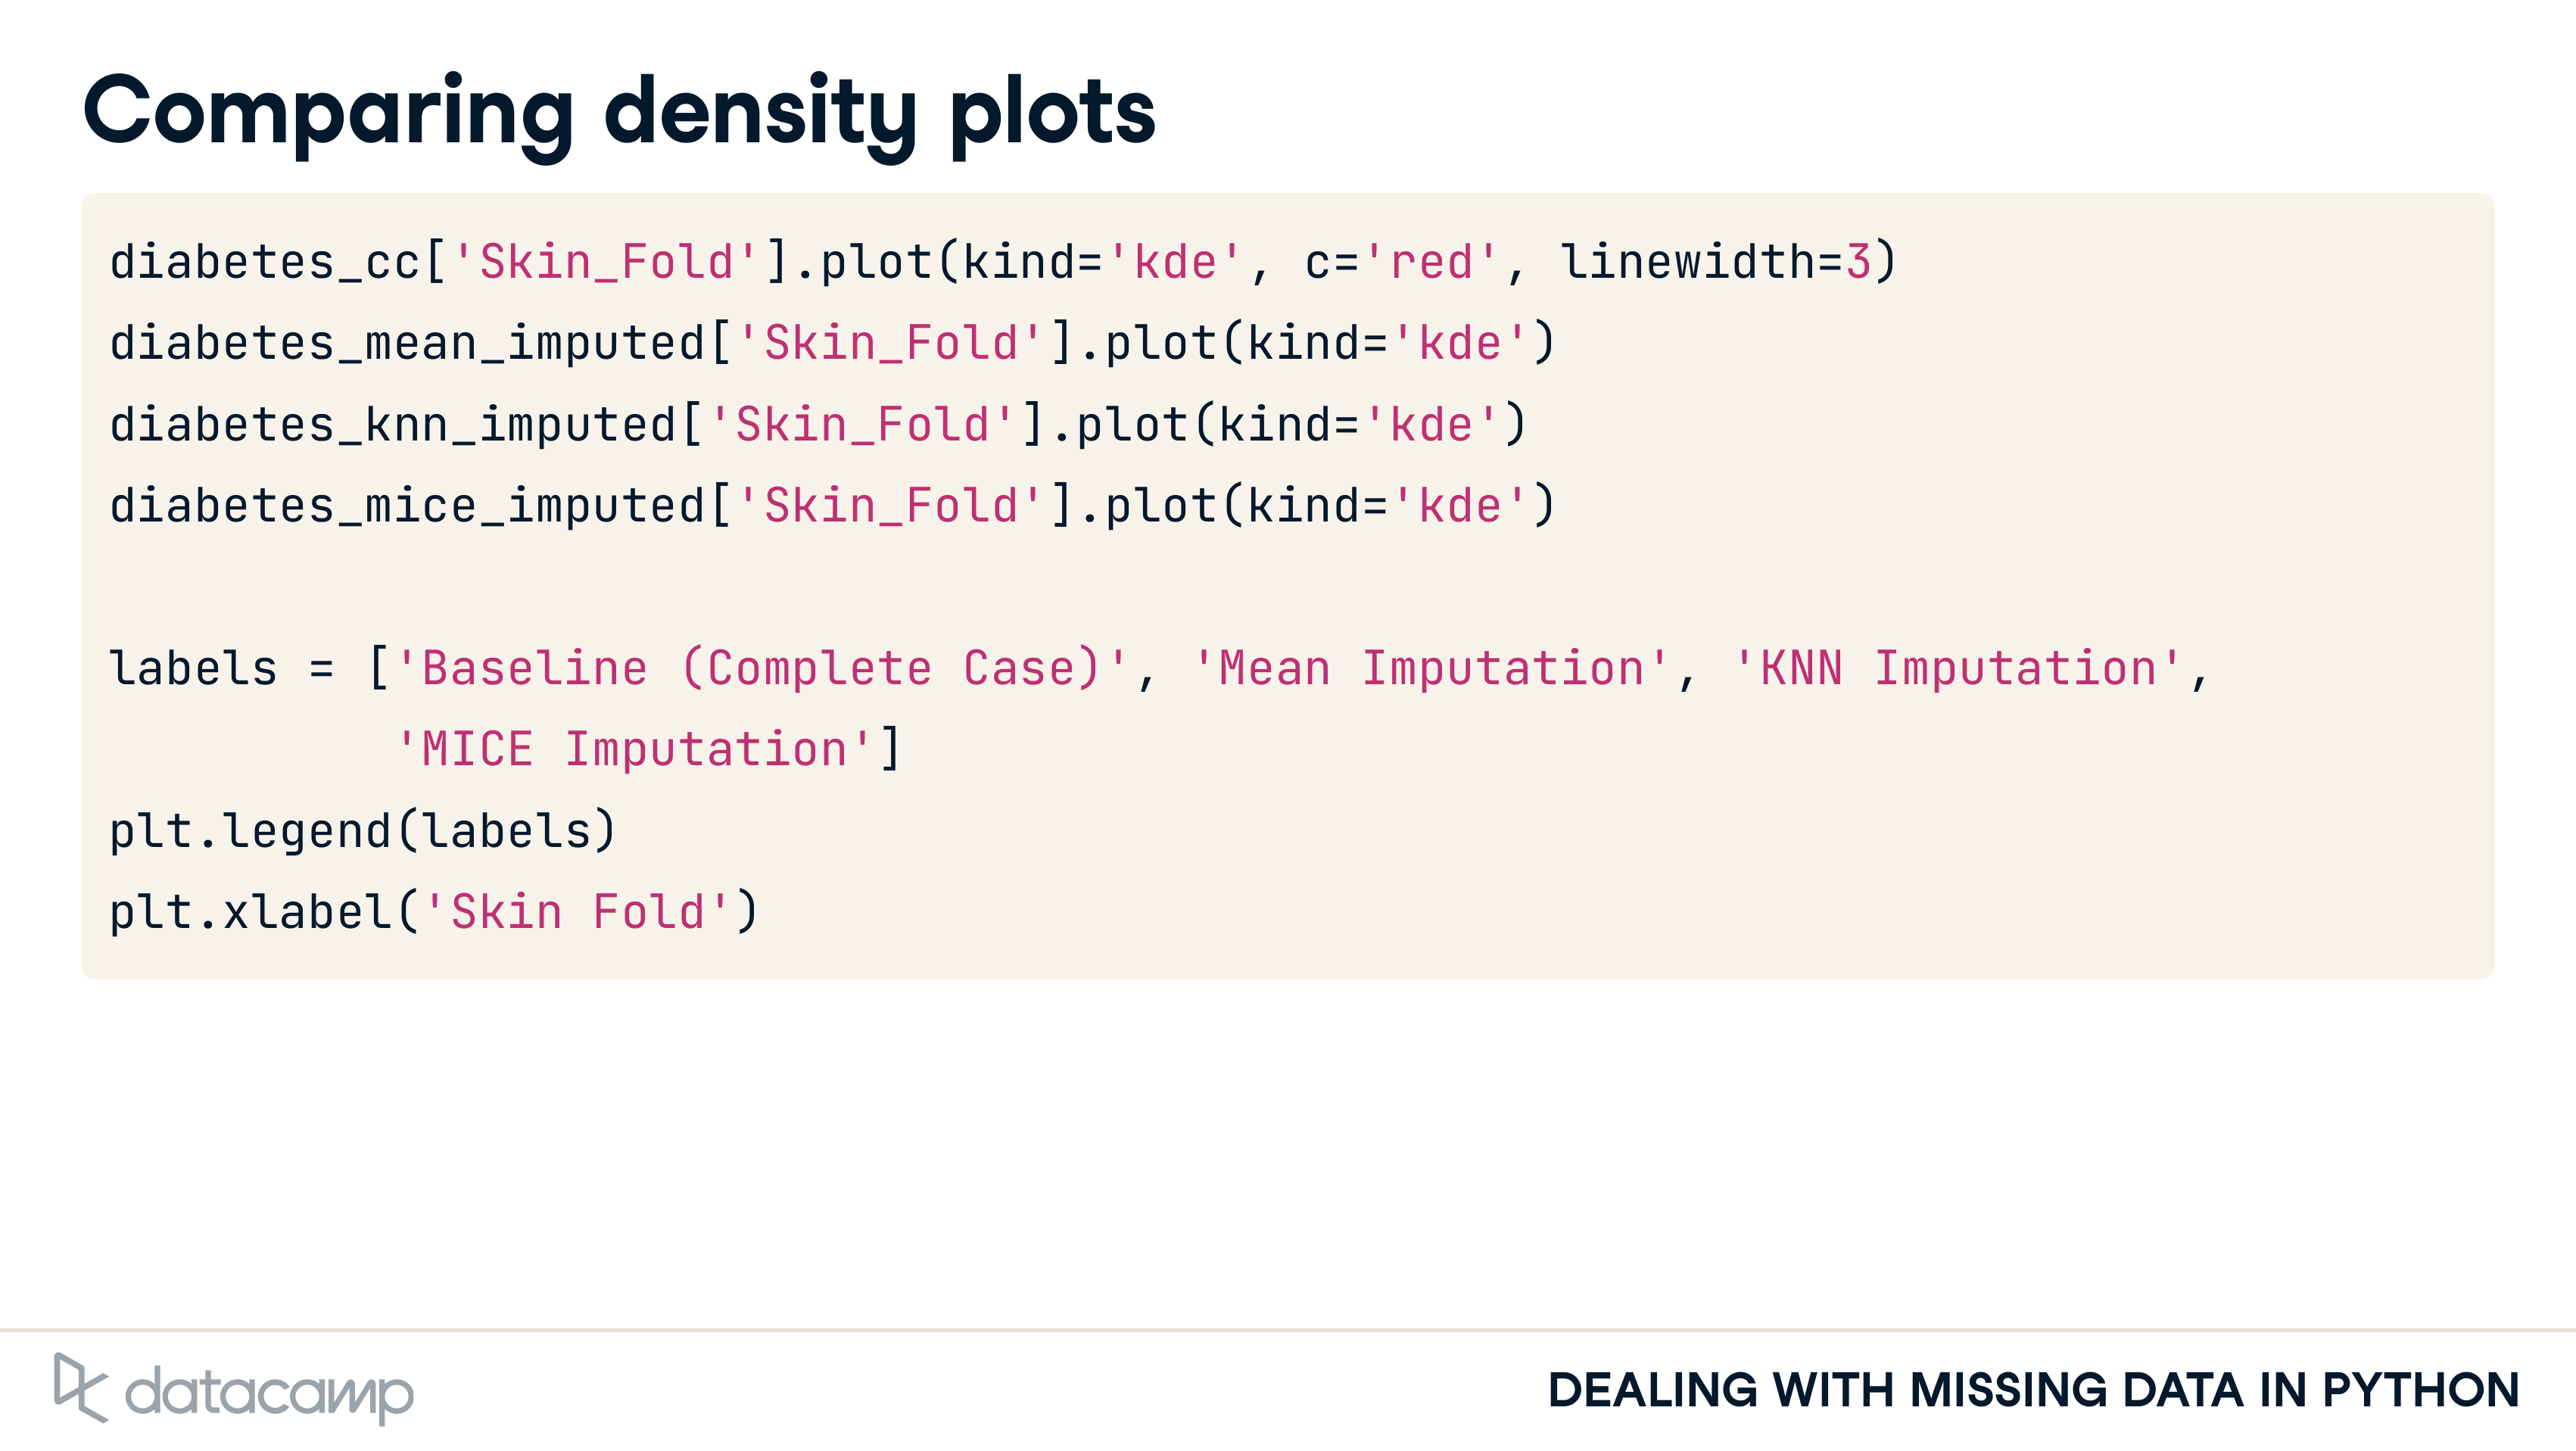 Comparing density plots
diabetes_cc['Skin_Fold'].plot(kind='kde', c='red', linewidth=3)
diabetes_mean_imputed['Skin_Fold'].plot(kind='kde')
diabetes_knn_imputed['Skin_Fold'].plot(kind='kde')
diabetes_mice_imputed['Skin_Fold'].plot(kind='kde')
labels = ['Baseline (Complete Case)', 'Mean Imputation', 'KNN Imputation',
'MICE Imputation']
plt.legend(labels)
plt.xlabel('Skin Fold')
datacamp
DEALING WITH MISSING DATA IN PYTHON